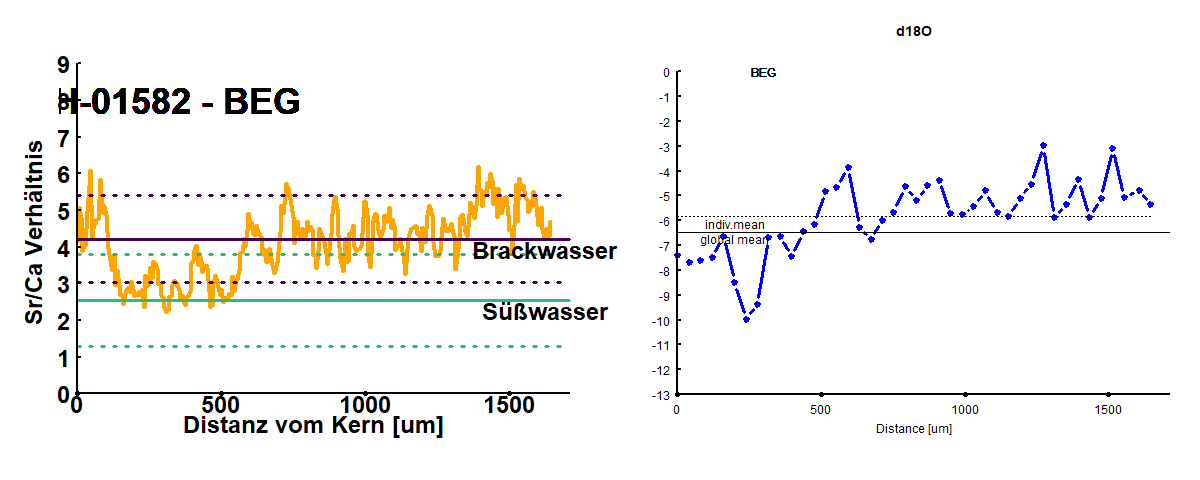 9
8
7
6
5
4
3
2
1
0
H-01582 - BEG
Sr/Ca Verhältnis
Brackwasser
Süßwasser
0 500 1000 1500
Distanz vom Kern [um]
d18O
BEG
0
-1
-2
-3
-4
-5
-6
-7
-8
-9
-10
-11
-12
-13
indiv.mean
global mean
0 500 1000 1500
Distance [um]